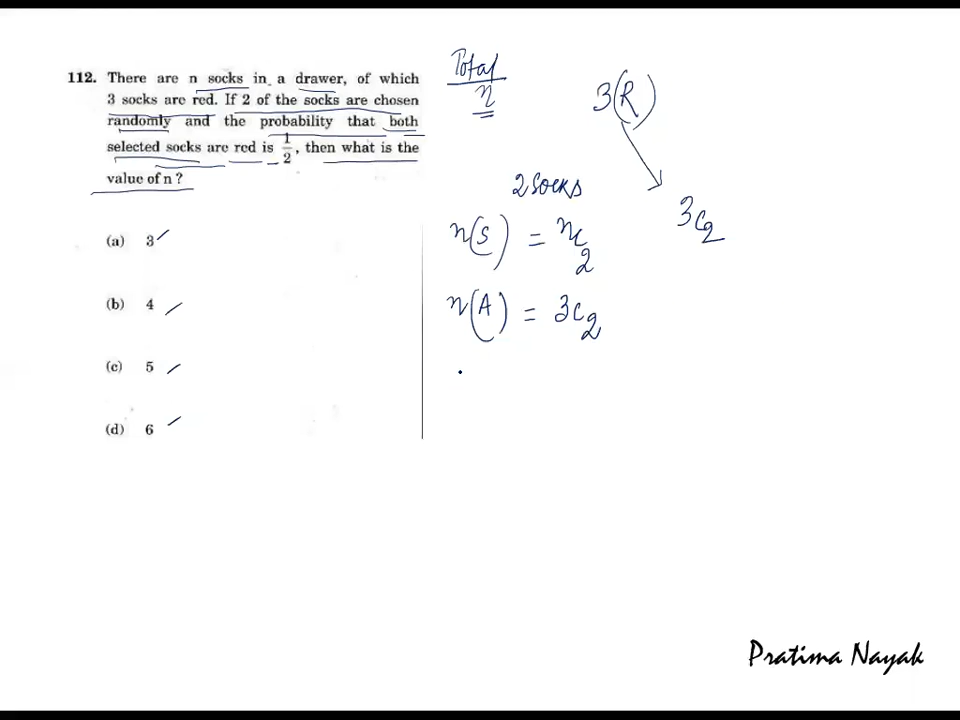 112. There are n socks in a drawer, of which
3 socks are red. If 2 of the socks are chosen
randomly and the probability that both
selected socks are red is 1/2, then what is the
value of n ?
(a) 3
(b) 4
(c) 5
(d) 6
Total
n
3(R)
3c2
2 Socks
n(S) = nc2
n(A) = 3c2
Pratima Nayak